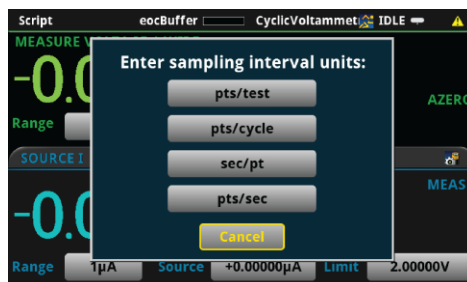 Script eocBuffer CyclicVoltammet IDLE
MEASURE
Enter sampling interval units:
-0.0
pts/test
AZERO
Range
pts/cycle
SOURCE I
sec/pt
MEAS
pts/sec
-0.0
Cancel
Range 1µA Source +0.00000µA Limit 2.00000V